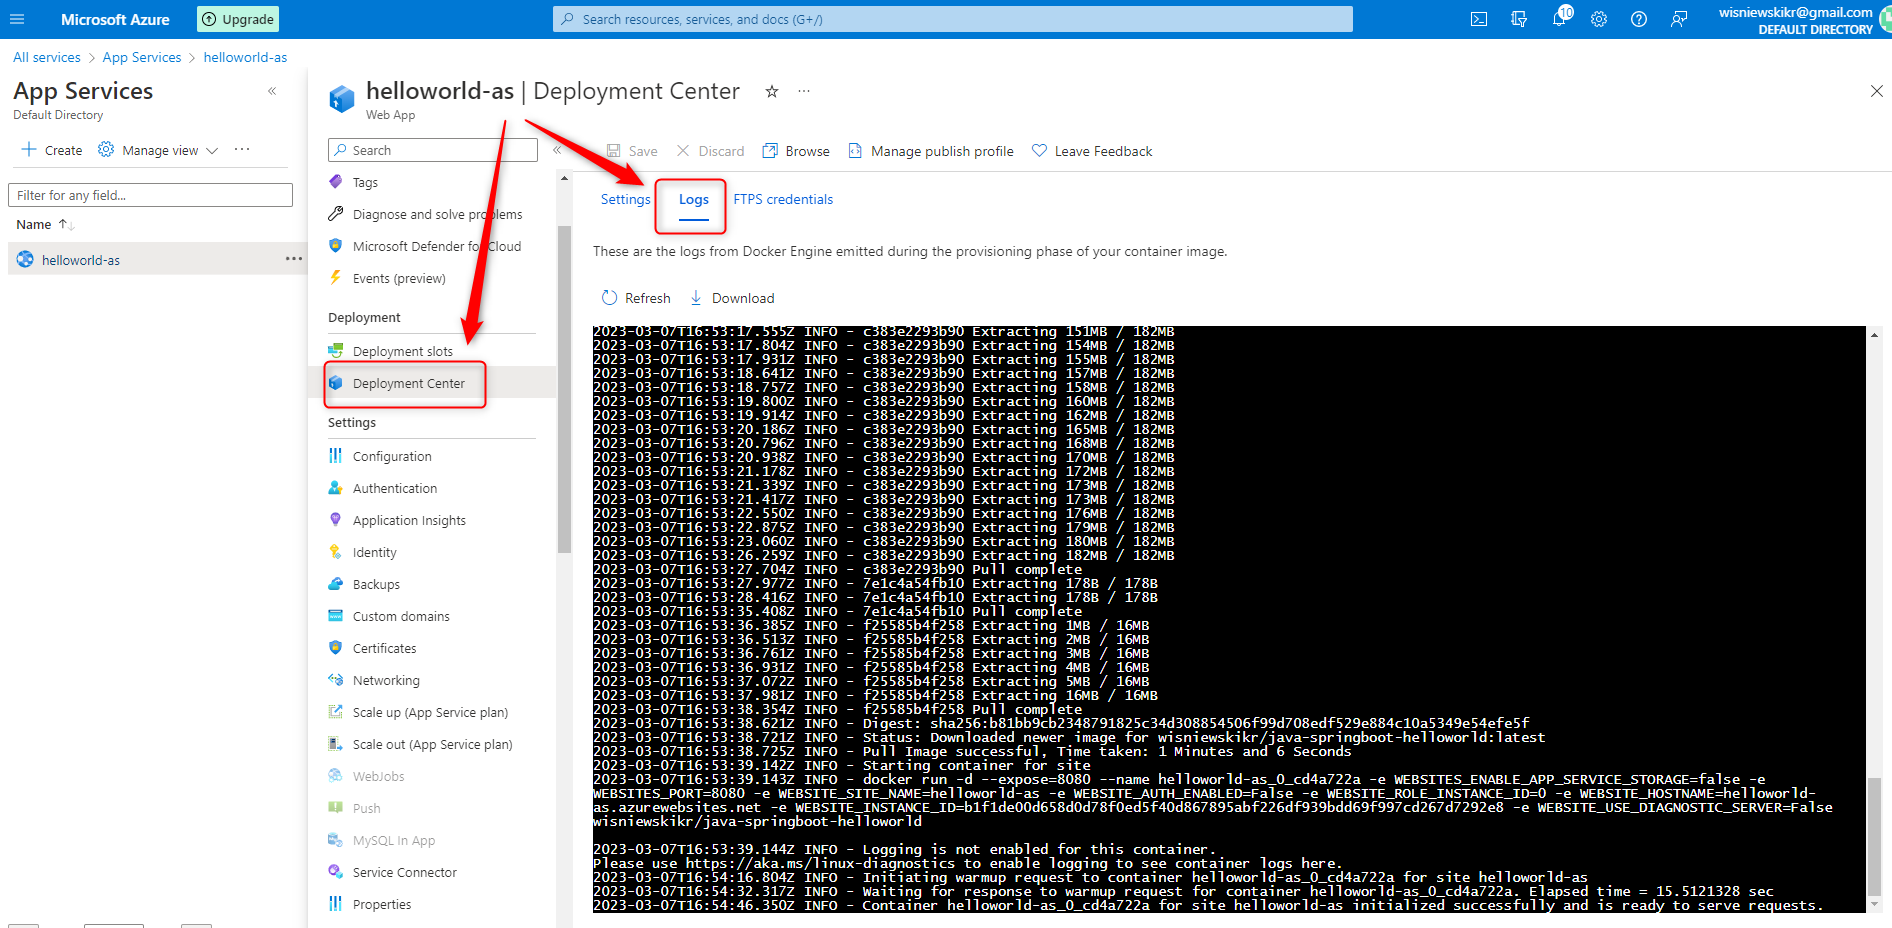 Microsoft Azure
Upgrade
Search resources, services, and docs (G+/)
10
wisniewskikr@gmail.com
DEFAULT DIRECTORY
All services > App Services > helloworld-as
App Services
«
Default Directory
+ Create
Manage view
...
Filter for any field...
Name ↑↓
helloworld-as
...
helloworld-as | Deployment Center
☆ ...
Web App
Search
«
Tags
Diagnose and solve problems
Microsoft Defender for Cloud
Events (preview)
Deployment
Deployment slots
Deployment Center
Settings
Configuration
Authentication
Application Insights
Identity
Backups
Custom domains
Certificates
Networking
Scale up (App Service plan)
Scale out (App Service plan)
WebJobs
Push
MySQL In App
Service Connector
Properties
Save
Discard
Browse
Manage publish profile
Leave Feedback
Settings
Logs
FTPS credentials
These are the logs from Docker Engine emitted during the provisioning phase of your container image.
Refresh
Download
2023-03-07T16:53:17.555Z INFO - c383e2293b90 Extracting 151MB / 182MB
2023-03-07T16:53:17.804Z INFO - c383e2293b90 Extracting 154MB / 182MB
2023-03-07T16:53:17.931Z INFO - c383e2293b90 Extracting 155MB / 182MB
2023-03-07T16:53:18.641Z INFO - c383e2293b90 Extracting 157MB / 182MB
2023-03-07T16:53:18.757Z INFO - c383e2293b90 Extracting 158MB / 182MB
2023-03-07T16:53:19.800Z INFO - c383e2293b90 Extracting 160MB / 182MB
2023-03-07T16:53:19.914Z INFO - c383e2293b90 Extracting 162MB / 182MB
2023-03-07T16:53:20.186Z INFO - c383e2293b90 Extracting 165MB / 182MB
2023-03-07T16:53:20.796Z INFO - c383e2293b90 Extracting 168MB / 182MB
2023-03-07T16:53:20.938Z INFO - c383e2293b90 Extracting 170MB / 182MB
2023-03-07T16:53:21.178Z INFO - c383e2293b90 Extracting 172MB / 182MB
2023-03-07T16:53:21.339Z INFO - c383e2293b90 Extracting 173MB / 182MB
2023-03-07T16:53:21.417Z INFO - c383e2293b90 Extracting 173MB / 182MB
2023-03-07T16:53:22.550Z INFO - c383e2293b90 Extracting 176MB / 182MB
2023-03-07T16:53:22.875Z INFO - c383e2293b90 Extracting 179MB / 182MB
2023-03-07T16:53:23.060Z INFO - c383e2293b90 Extracting 180MB / 182MB
2023-03-07T16:53:26.259Z INFO - c383e2293b90 Extracting 182MB / 182MB
2023-03-07T16:53:27.704Z INFO - c383e2293b90 Pull complete
2023-03-07T16:53:27.977Z INFO - 7e1c4a54fb10 Extracting 178B / 178B
2023-03-07T16:53:28.416Z INFO - 7e1c4a54fb10 Extracting 178B / 178B
2023-03-07T16:53:35.408Z INFO - 7e1c4a54fb10 Pull complete
2023-03-07T16:53:36.385Z INFO - f25585b4f258 Extracting 1MB / 16MB
2023-03-07T16:53:36.513Z INFO - f25585b4f258 Extracting 2MB / 16MB
2023-03-07T16:53:36.761Z INFO - f25585b4f258 Extracting 3MB / 16MB
2023-03-07T16:53:36.931Z INFO - f25585b4f258 Extracting 4MB / 16MB
2023-03-07T16:53:37.072Z INFO - f25585b4f258 Extracting 5MB / 16MB
2023-03-07T16:53:37.981Z INFO - f25585b4f258 Extracting 16MB / 16MB
2023-03-07T16:53:38.354Z INFO - f25585b4f258 Pull complete
2023-03-07T16:53:38.621Z INFO - Digest: sha256:b81bb9cb2348791825c34d308854506f99d708edf529e884c10a5349e54efe5f
2023-03-07T16:53:38.721Z INFO - Status: Downloaded newer image for wisniewskikr/java-springboot-helloworld:latest
2023-03-07T16:53:38.725Z INFO - Pull Image successful, Time taken: 1 Minutes and 6 Seconds
2023-03-07T16:53:39.142Z INFO - Starting container for site
2023-03-07T16:53:39.143Z INFO - docker run -d --expose=8080 --name helloworld-as_0_cd4a722a -e WEBSITES_ENABLE_APP_SERVICE_STORAGE=false -e
WEBSITES_PORT=8080 -e WEBSITE_SITE_NAME=helloworld-as -e WEBSITE_AUTH_ENABLED=False -e WEBSITE_ROLE_INSTANCE_ID=0 -e WEBSITE_HOSTNAME=helloworld-
as.azurewebsites.net -e WEBSITE_INSTANCE_ID=b1f1de00d658d0d78f0ed5f40d867895abf226df939bdd69f997cd267d7292e8 -e WEBSITE_USE_DIAGNOSTIC_SERVER=False
wisniewskikr/java-springboot-helloworld
2023-03-07T16:53:39.144Z INFO - Logging is not enabled for this container.
Please use https://aka.ms/linux-diagnostics to enable logging to see container logs here.
2023-03-07T16:54:16.804Z INFO - Initiating warmup request to container helloworld-as_0_cd4a722a for site helloworld-as
2023-03-07T16:54:32.317Z INFO - Waiting for response to warmup request for container helloworld-as_0_cd4a722a. Elapsed time = 15.5121328 sec
2023-03-07T16:54:46.350Z INFO - Container helloworld-as_0_cd4a722a for site helloworld-as initialized successfully and is ready to serve requests.